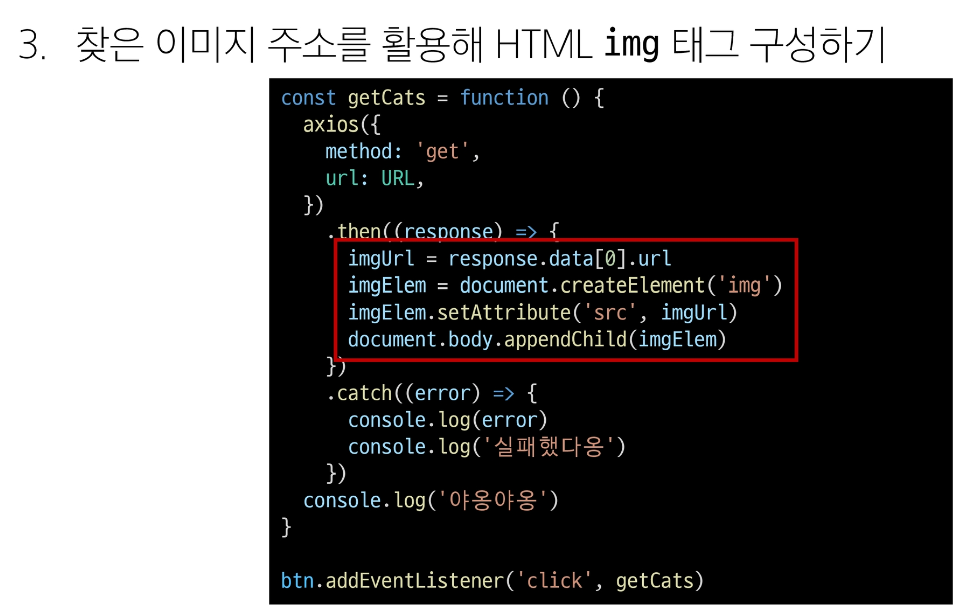 3. 찾은 이미지 주소를 활용해 HTML img 태그 구성하기
const getCats = function () {
  axios({
    method: 'get',
    url: URL,
  })
    .then((response) => {
      imgUrl = response.data[0].url
      imgElem = document.createElement('img')
      imgElem.setAttribute('src', imgUrl)
      document.body.appendChild(imgElem)
    })
    .catch((error) => {
      console.log(error)
      console.log('실패했다옹')
    })
  console.log('야옹야옹')
}
btn.addEventListener('click', getCats)